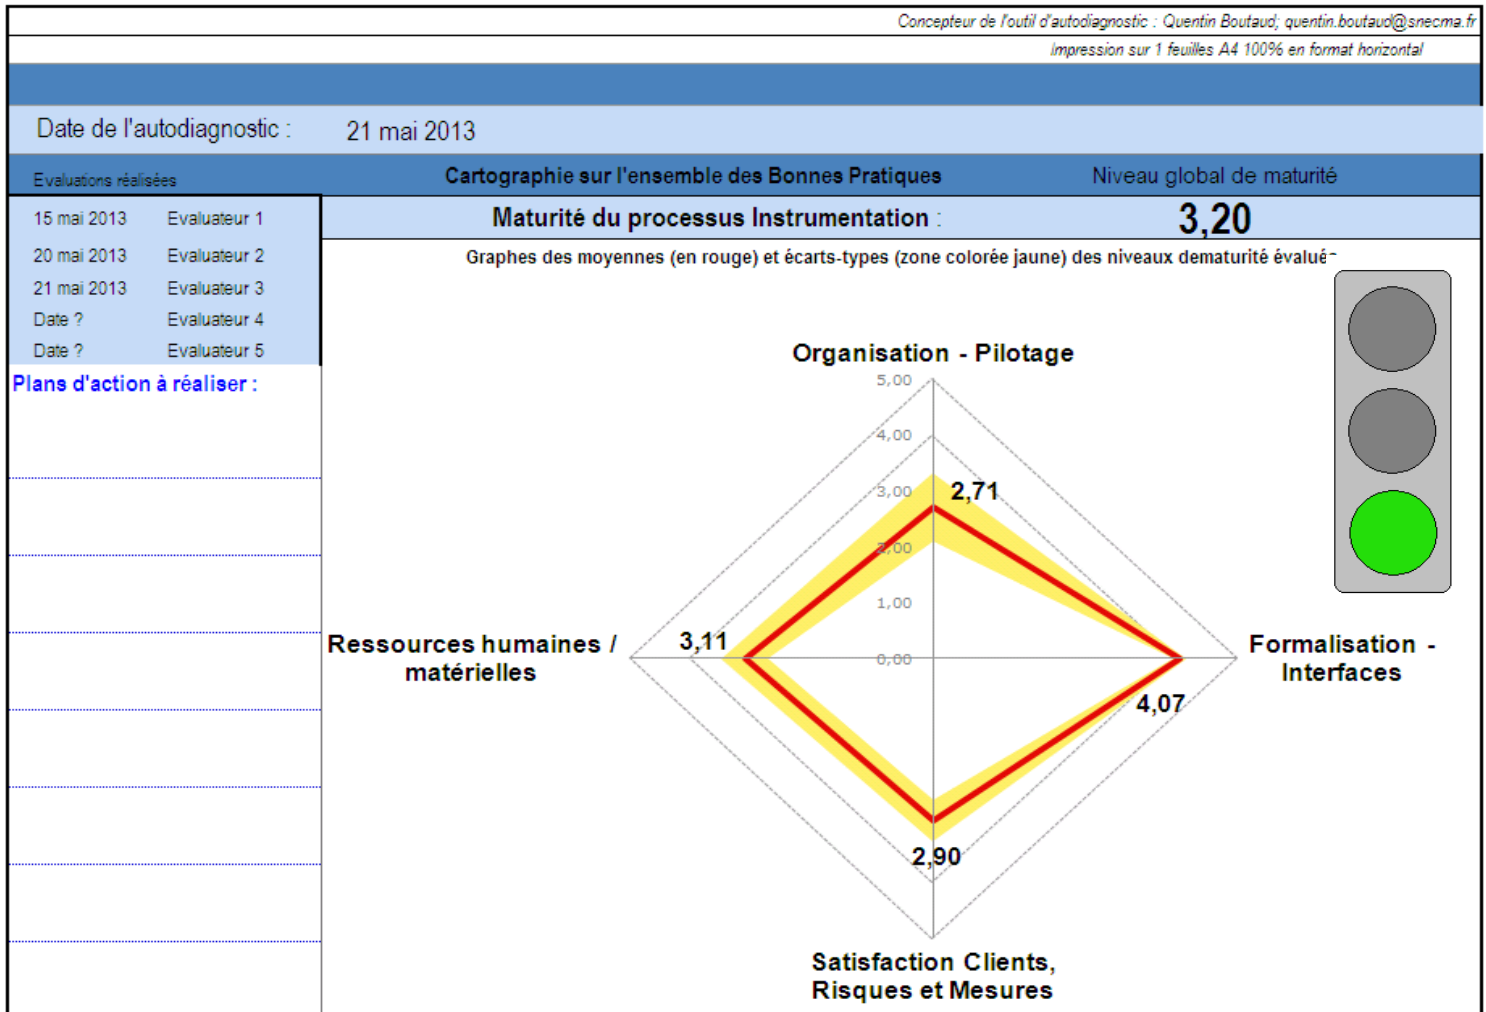 Concepteur de l'outil d'autodiagnostic : Quentin Boutaud; quentin.boutaud@snecma.fr
Impression sur 1 feuilles A4 100% en format horizontal
Date de l'autodiagnostic : 21 mai 2013
Evaluations réalisées
Cartographie sur l'ensemble des Bonnes Pratiques
Niveau global de maturité
15 mai 2013 Evaluateur 1
20 mai 2013 Evaluateur 2
21 mai 2013 Evaluateur 3
Date ? Evaluateur 4
Date ? Evaluateur 5
Plans d'action à réaliser :
Maturité du processus Instrumentation :
3,20
Graphes des moyennes (en rouge) et écarts-types (zone colorée jaune) des niveaux dematurité évalué
Organisation - Pilotage
5,00
4,00
3,00
2,71
2,00
1,00
0,00
Ressources humaines /
matérielles
3,11
Formalisation -
Interfaces
4,07
2,90
Satisfaction Clients,
Risques et Mesures